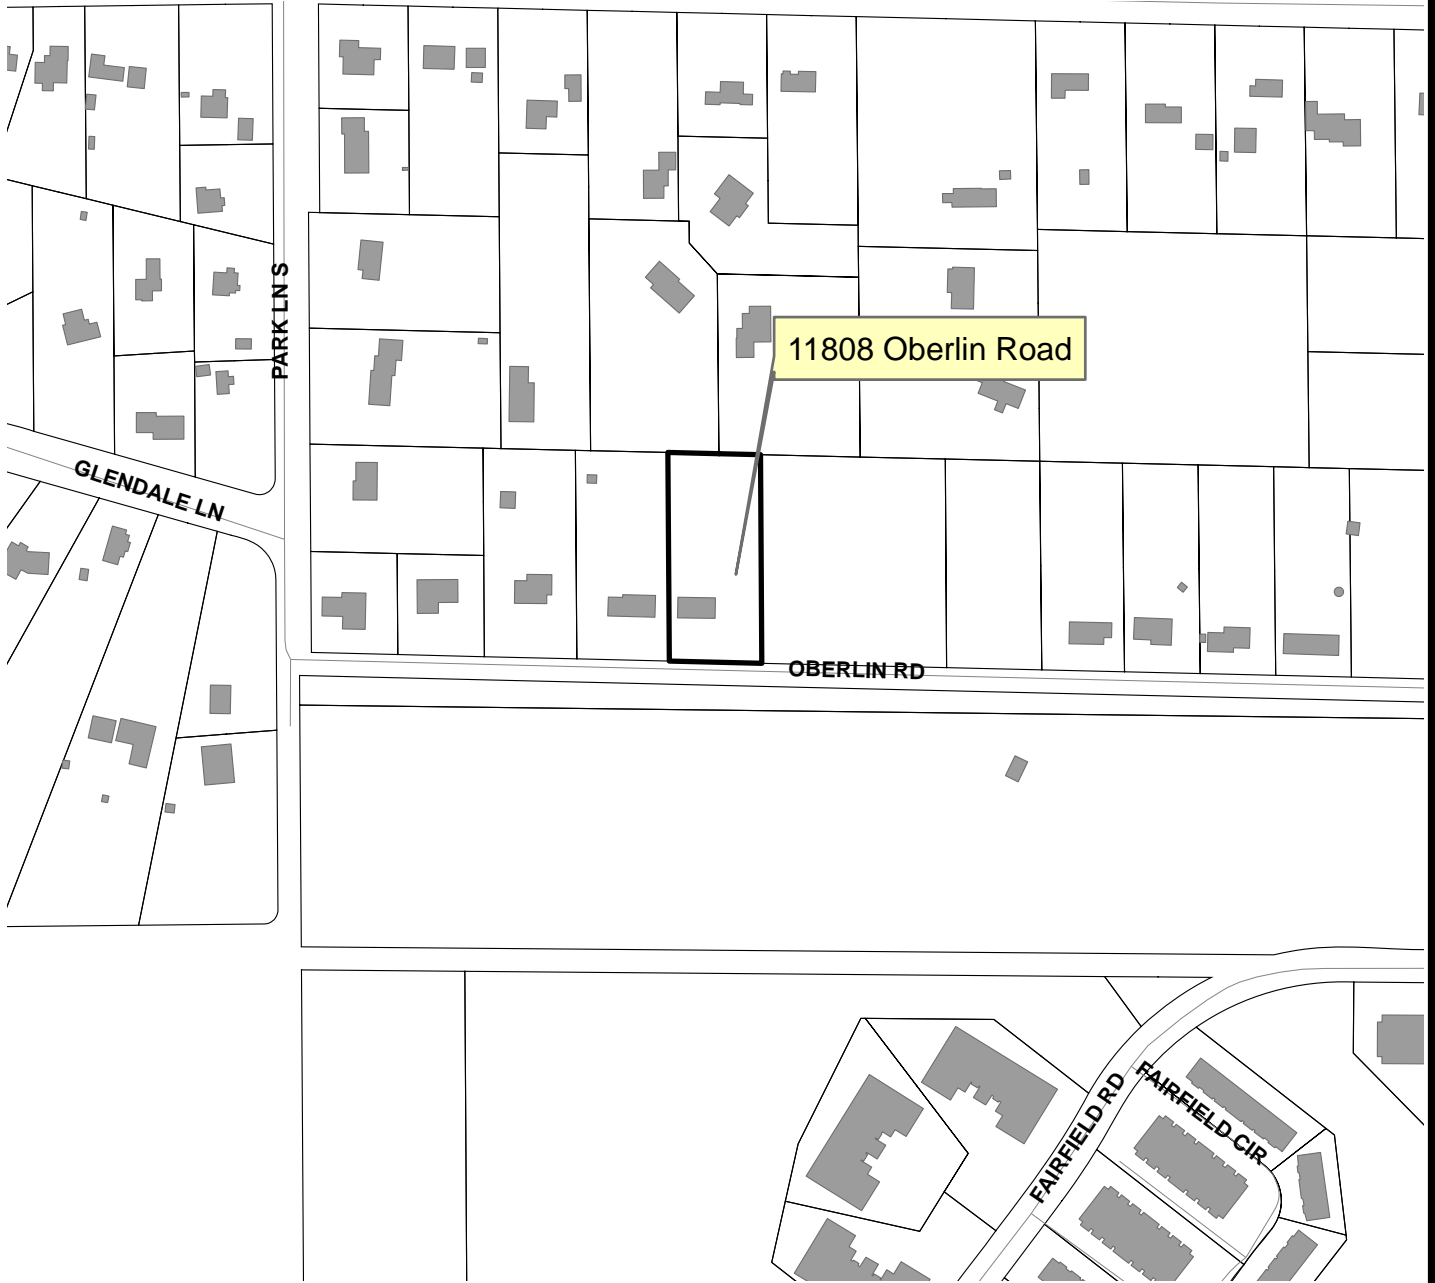 PARK LN S
11808 Oberlin Road
GLENDALE LN
OBERLIN RD
FAIRFIELD RD
FAIRFIELD CIR